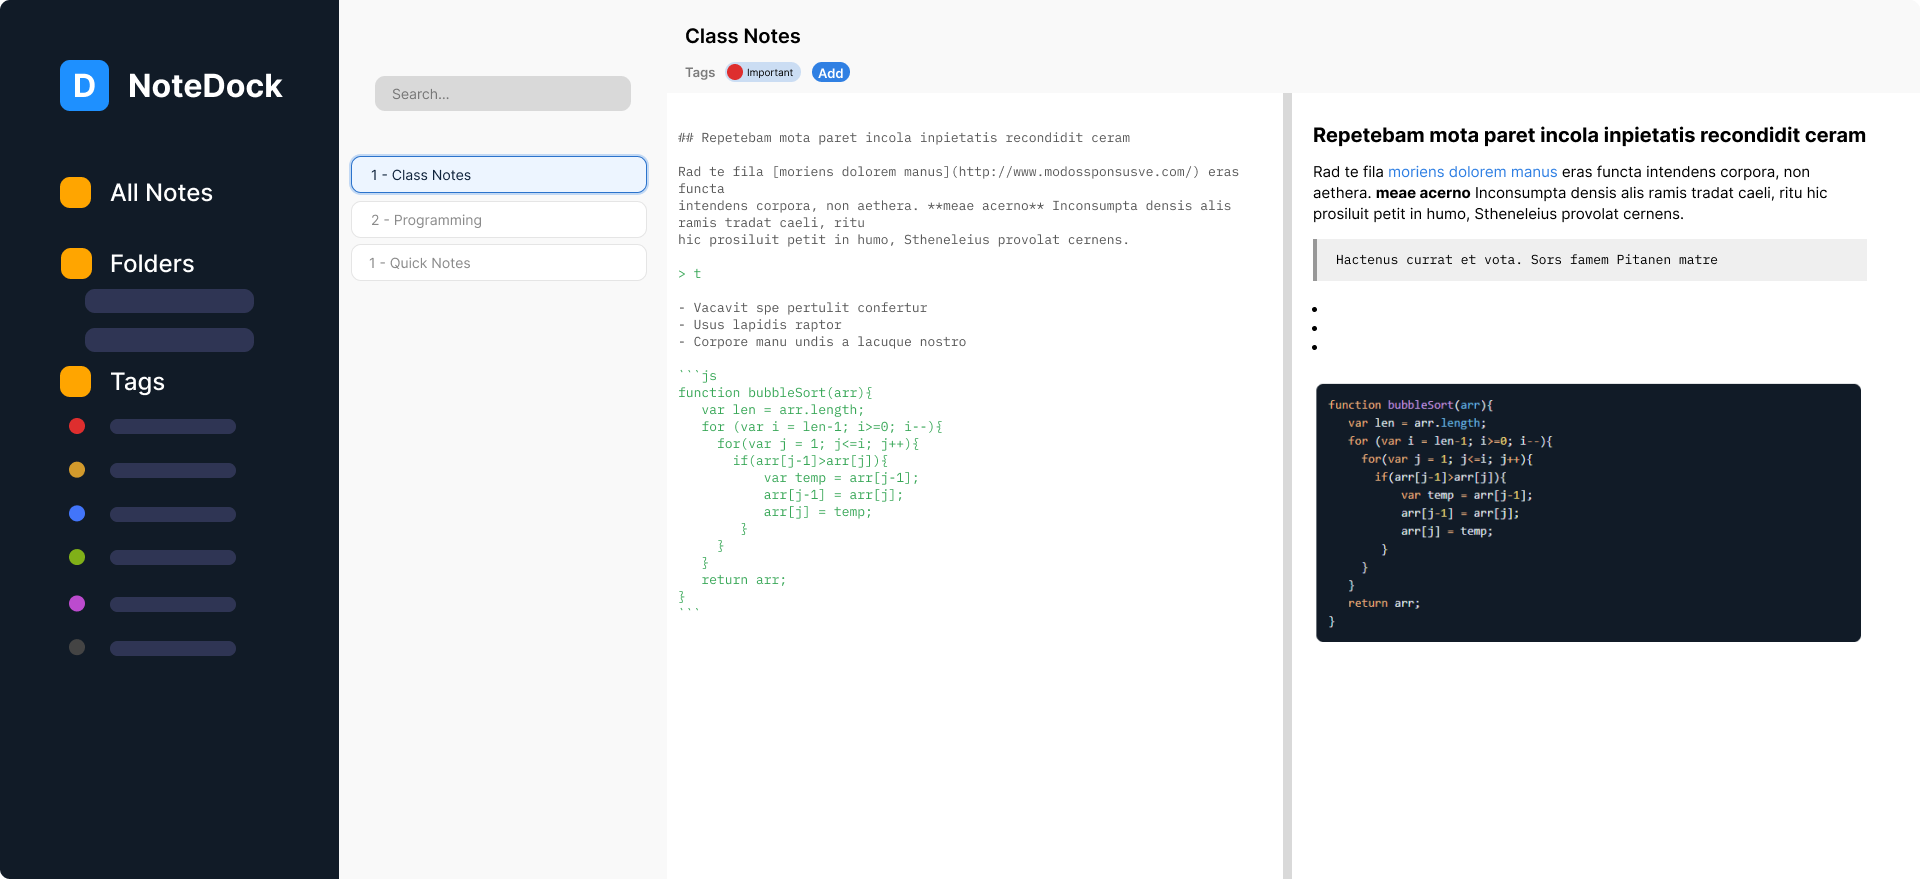 D NoteDock
All Notes
Folders
Tags
Search...
1 - Class Notes
2 - Programming
1 - Quick Notes
Class Notes
Tags Important Add
## Repetebam mota paret incola inpietatis recondidit ceram
Rad te fila [moriens dolorem manus](http://www.modossponsusve.com/) eras
functa
intendens corpora, non aethera. **meae acerno** Inconsumpta densis alis
ramis tradat caeli, ritu
hic prosiluit petit in humo, Stheneleius provolat cernens.
> t
- Vacavit spe pertulit confertur
- Usus lapidis raptor
- Corpore manu undis a lacuque nostro
```js
function bubbleSort(arr){
   var len = arr.length;
   for (var i = len-1; i>=0; i--){
     for(var j = 1; j<=i; j++){
       if(arr[j-1]>arr[j]){
           var temp = arr[j-1];
           arr[j-1] = arr[j];
           arr[j] = temp;
        }
     }
   }
   return arr;
}
```
Repetebam mota paret incola inpietatis recondidit ceram
Rad te fila moriens dolorem manus eras functa intendens corpora, non
aethera. meae acerno Inconsumpta densis alis ramis tradat caeli, ritu hic
prosiluit petit in humo, Stheneleius provolat cernens.
Hactenus currat et vota. Sors famem Pitanen matre
function bubbleSort(arr){
   var len = arr.length;
   for (var i = len-1; i>=0; i--){
     for(var j = 1; j<=i; j++){
       if(arr[j-1]>arr[j]){
           var temp = arr[j-1];
           arr[j-1] = arr[j];
           arr[j] = temp;
        }
     }
   }
   return arr;
}